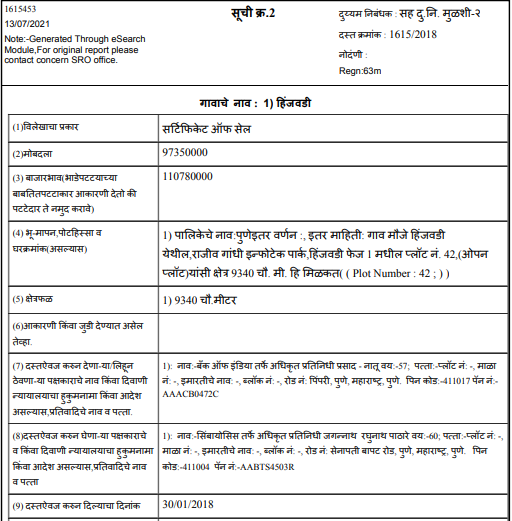 1615453
13/07/2021
Note:-Generated Through eSearch
Module,For original report please
contact concern SRO office.
सूची क्र.2
दुय्यम निबंधक : सह दु.नि. मुळशी-२
दस्त क्रमांक : 1615/2018
नोदंणी :
Regn:63m
गावाचे नाव : 1) हिंजवडी
(1)विलेखाचा प्रकार
सर्टिफिकेट ऑफ सेल
(2)मोबदला
97350000
(3) बाजारभाव(भाडेपटटयाच्या
बाबतितपटटाकार आकारणी देतो की
पटटेदार ते नमुद करावे)
110780000
(4) भू-मापन,पोटहिस्सा व
घरक्रमांक(असल्यास)
1) पालिकेचे नाव:पुणेइतर वर्णन :, इतर माहिती: गाव मौजे हिंजवडी
येथील,राजीव गांधी इन्फोटेक पार्क,हिंजवडी फेज 1 मधील प्लॉट नं. 42,(ओपन
प्लॉट)यांसी क्षेत्र 9340 चौ. मी. हि मिळकत( ( Plot Number : 42 ; ) )
(5) क्षेत्रफळ
1) 9340 चौ.मीटर
(6)आकारणी किंवा जुडी देण्यात असेल
तेव्हा.
(7) दस्तऐवज करुन देणा-या/लिहून
ठेवणा-या पक्षकाराचे नाव किंवा दिवाणी
न्यायालयाचा हुकुमनामा किंवा आदेश
असल्यास,प्रतिवादिचे नाव व पत्ता.
1): नाव:-बँक ऑफ इंडिया तर्फे अधिकृत प्रतिनिधी प्रसाद - नातू वय:-57; पत्ता:-प्लॉट नं: -, माळा
नं: -, इमारतीचे नाव: -, ब्लॉक नं: -, रोड नं: पिंपरी, पुणे, महाराष्ट्र, पुणे. पिन कोड:-411017 पॅन नं:-
AAACB0472C
(8)दस्तऐवज करुन घेणा-या पक्षकाराचे
व किंवा दिवाणी न्यायालयाचा हुकुमनामा
किंवा आदेश असल्यास,प्रतिवादिचे नाव
व पत्ता
1): नाव:-सिंबायोसिस तर्फे अधिकृत प्रतिनिधी जगन्नाथ रघुनाथ पाठारे वय:-60; पत्ता:-प्लॉट नं: -,
माळा नं: -, इमारतीचे नाव: -, ब्लॉक नं: -, रोड नं: सेनापती बापट रोड, पुणे, महाराष्ट्र, पुणे. पिन
कोड:-411004 पॅन नं:-AABTS4503R
(9) दस्तऐवज करुन दिल्याचा दिनांक
30/01/2018